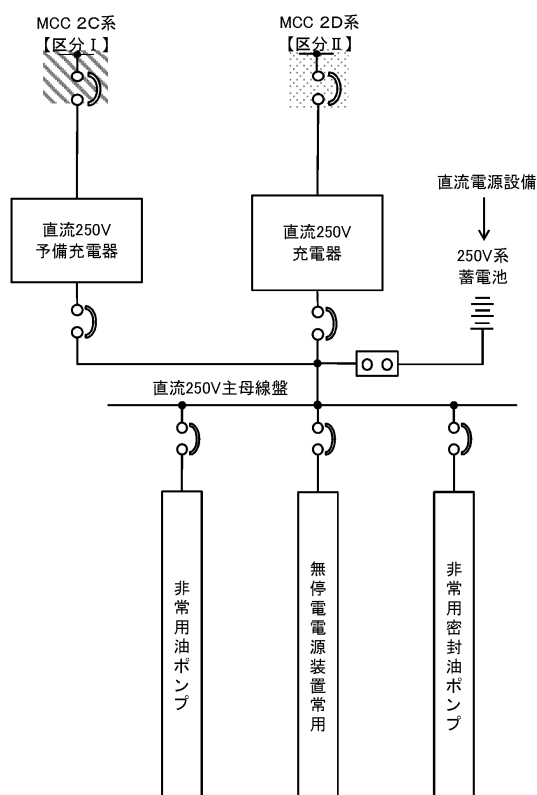 MCC 2C系
【区分Ⅰ】
MCC 2D系
【区分Ⅱ】
直流電源設備
直流250V
予備充電器
直流250V
充電器
250V系
蓄電池
直流250V主母線盤
非常用油ポンプ
無停電電源装置常用
非常用密封油ポンプ